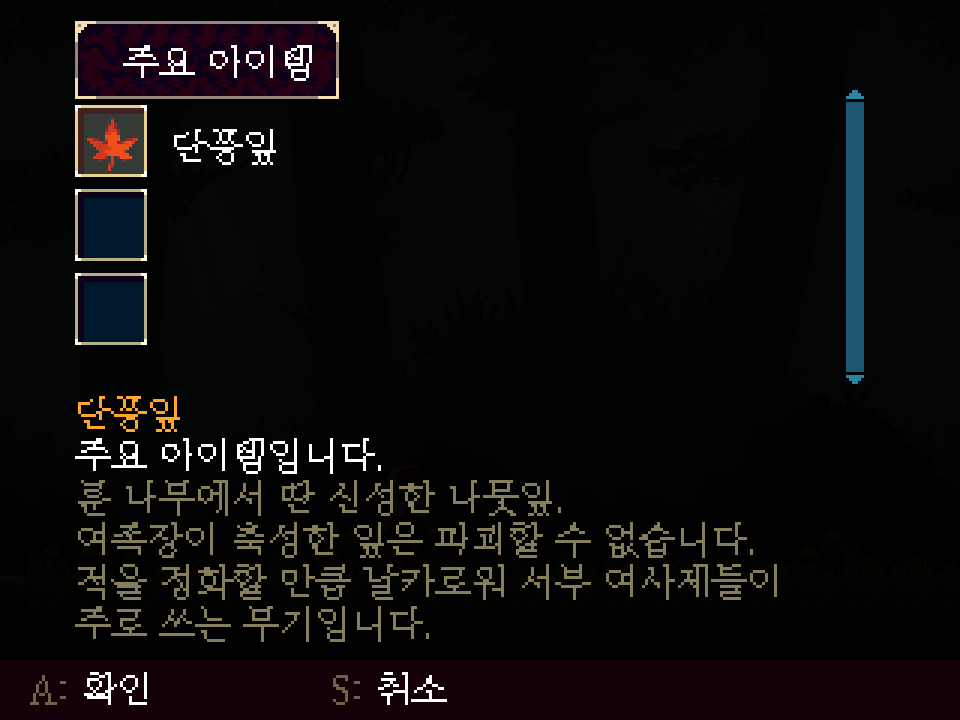 주요 아이템
단풍잎
단풍잎
주요 아이템입니다.
룬 나무에서 딴 신성한 나뭇잎.
여족장이 축성한 잎은 파괴할 수 없습니다.
적을 정화할 만큼 날카로워 서부 여사제들이
주로 쓰는 무기입니다.
A: 확인
S: 취소